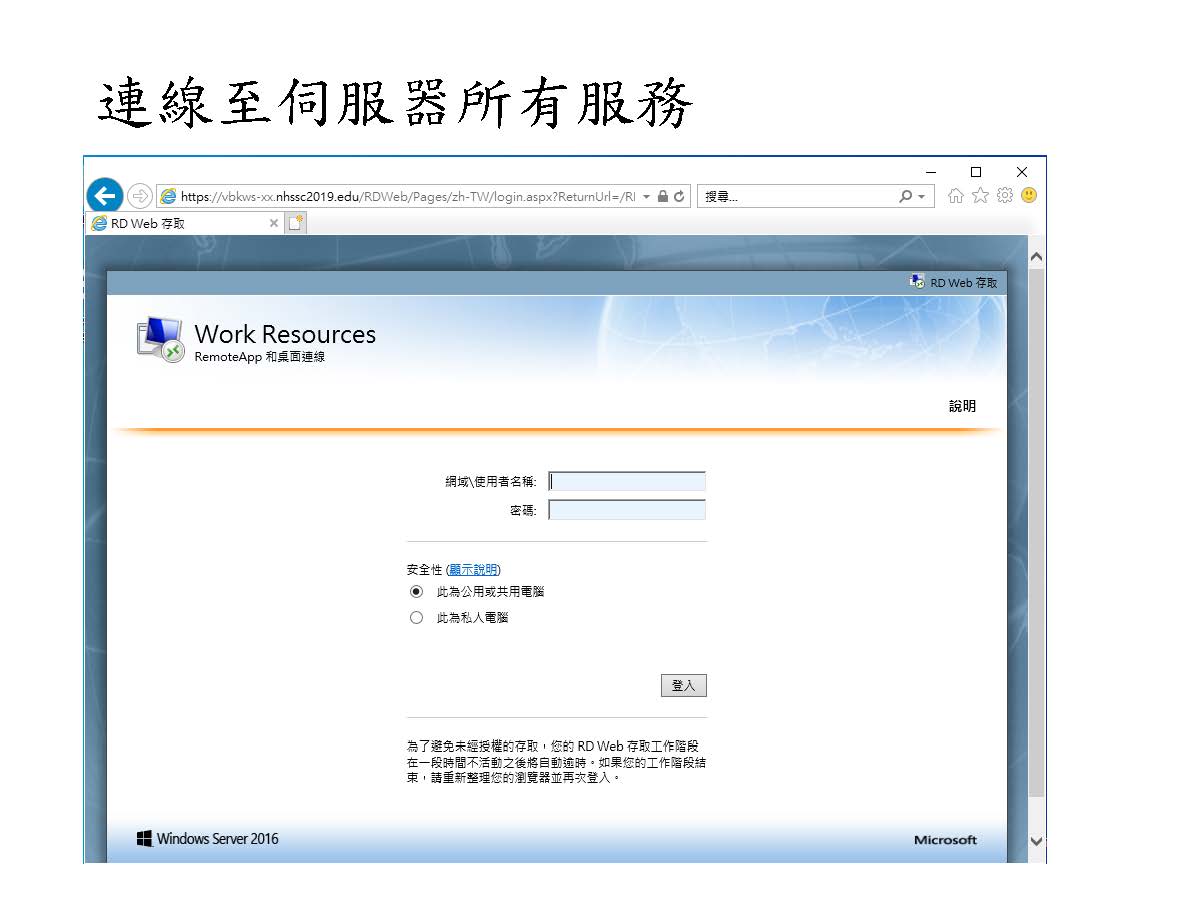 連線至伺服器所有服務
https://vbkws-xx.nhssc2019.edu/RDWeb/Pages/zh-TW/login.aspx?ReturnUrl=/RI
搜尋...
RD Web 存取
RD Web 存取
Work Resources
RemoteApp 和桌面連線
說明
網域\使用者名稱:
密碼:
安全性 (顯示說明)
此為公用或共用電腦
此為私人電腦
登入
為了避免未經授權的存取，您的 RD Web 存取工作階段
在一段時間不活動之後將自動逾時。如果您的工作階段結
束，請重新整理您的瀏覽器並再次登入。
Windows Server 2016
Microsoft